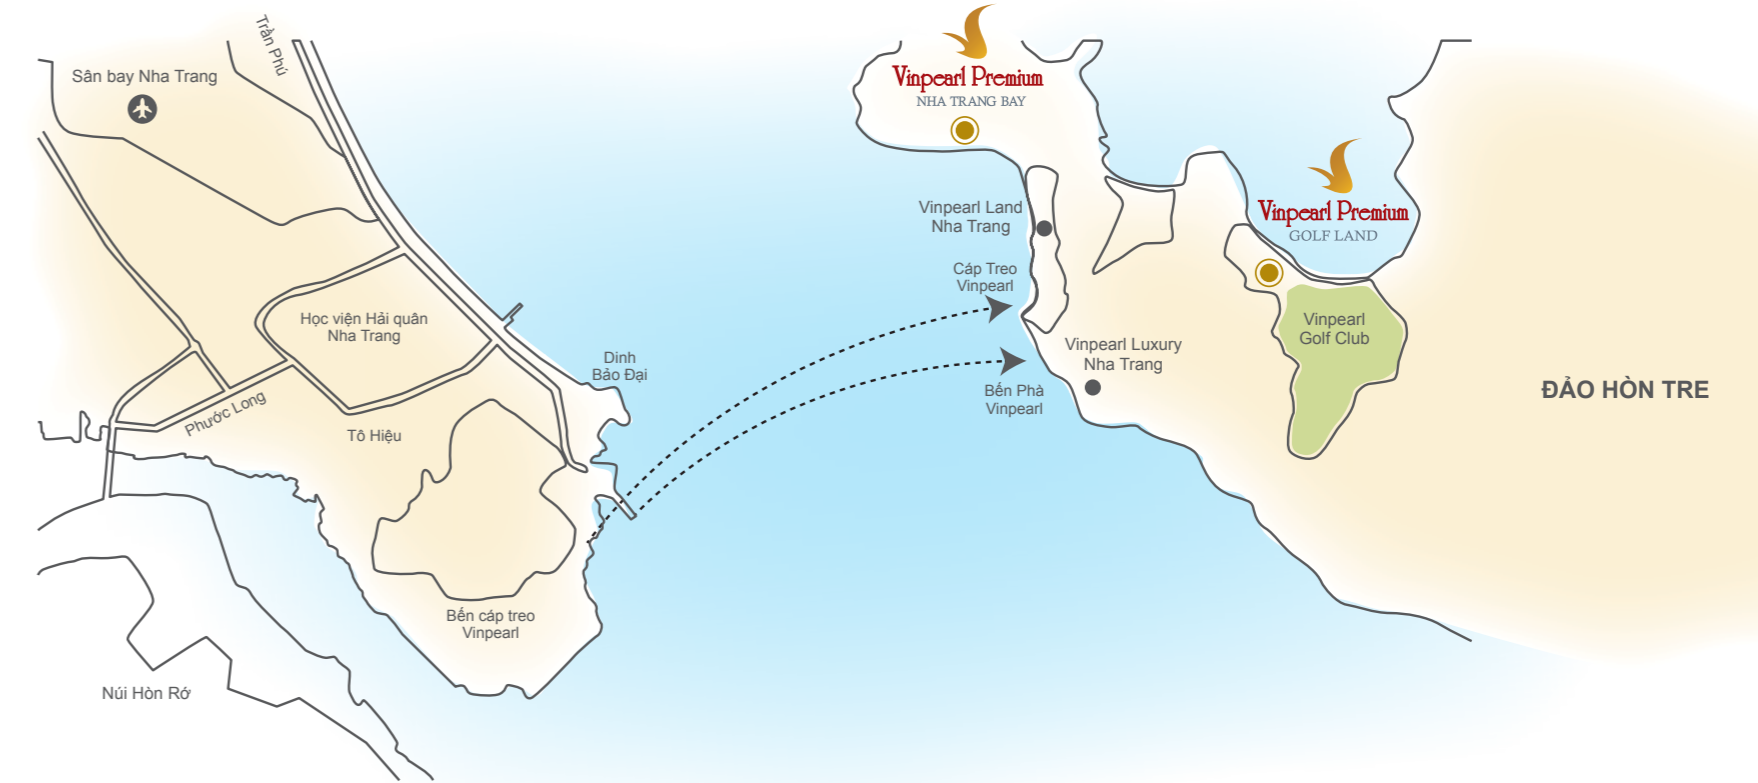 Trần Phú
Sân bay Nha Trang
Vinpearl Premium
NHA TRANG BAY
Vinpearl Premium
GOLF LAND
Vinpearl Land
Nha Trang
Cáp Treo
Vinpearl
Học viện Hải quân
Nha Trang
Vinpearl
Golf Club
Vinpearl Luxury
Nha Trang
Dinh
Bảo Đại
Bến Phà
Vinpearl
ĐẢO HÒN TRE
Phước Long
Tô Hiệu
Bến cáp treo
Vinpearl
Núi Hòn Rớ